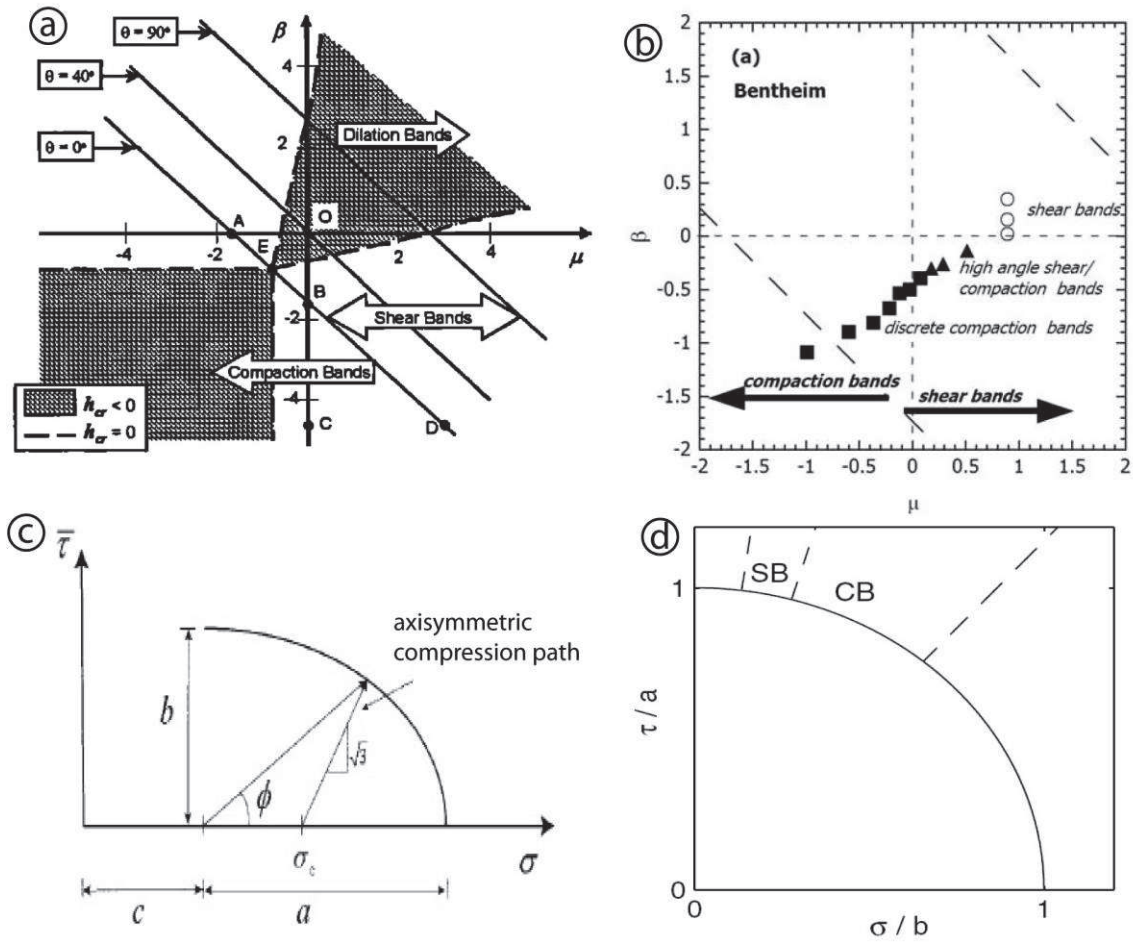 a
θ = 90°
β
θ = 40°
4
θ = 0°
2
Dilation Bands
A
O
-4
-2
2
4
E
μ
B
-2
Shear Bands
Compaction Bands
-4
C
D
h_cr < 0
h_cr = 0
b
(a)
Bentheim
2
1.5
1
0.5
0
-0.5
-1
-1.5
-2
β
shear bands
high angle shear/
compaction bands
discrete compaction bands
compaction bands
shear bands
-2
-1.5
-1
-0.5
0
0.5
1
1.5
2
μ
c
τ̅
axisymmetric
compression path
b
√3
ϕ
σ_c
σ
c
a
d
SB
CB
1
τ / a
0
0
1
σ / b